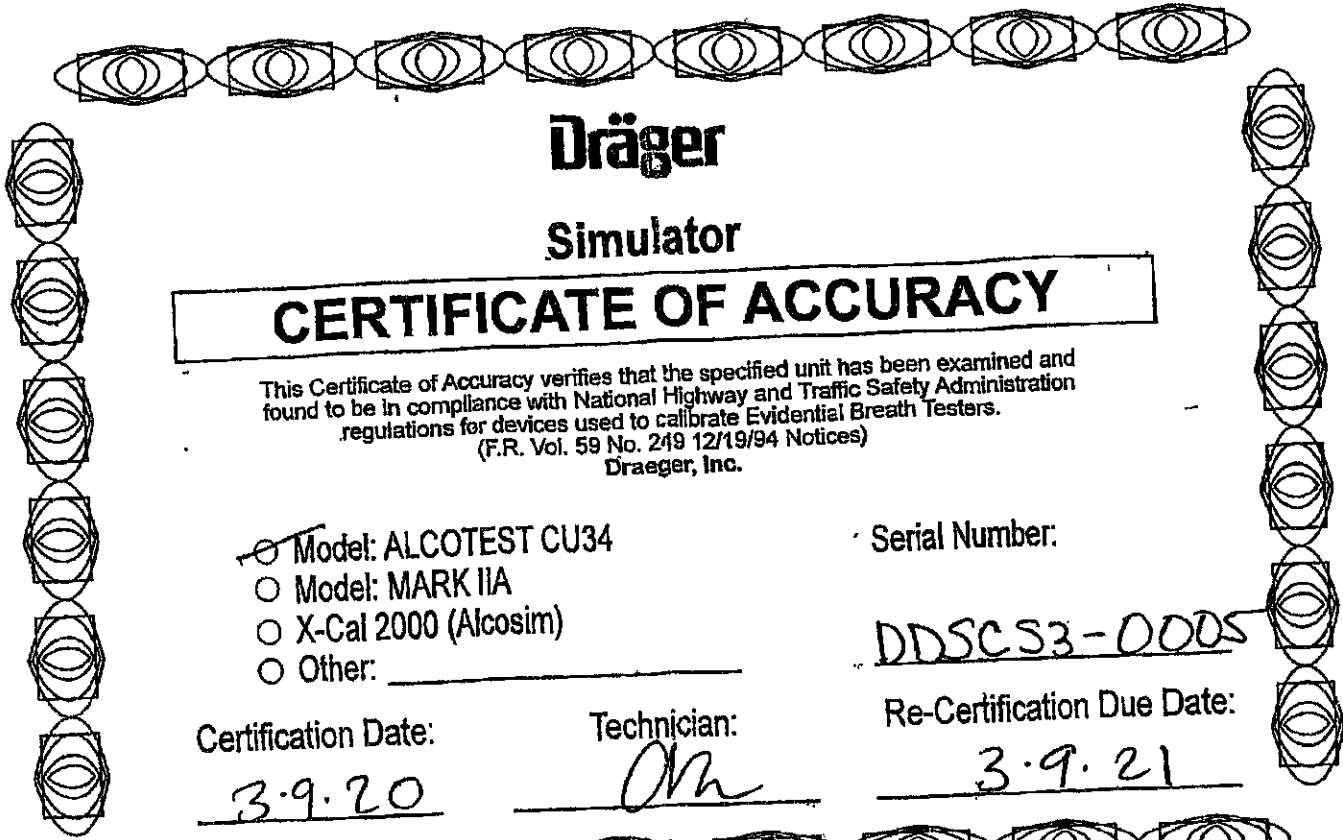 Dräger
Simulator
CERTIFICATE OF ACCURACY
This Certificate of Accuracy verifies that the specified unit has been examined and
found to be in compliance with National Highway and Traffic Safety Administration
regulations for devices used to calibrate Evidential Breath Testers.
(F.R. Vol. 59 No. 249 12/19/94 Notices)
Draeger, Inc.
Model: ALCOTEST CU34
Model: MARK IIA
X-Cal 2000 (Alcosim)
Other:
Serial Number:
DDSCS3-0005
Certification Date:
3.9.20
Technician:
Re-Certification Due Date:
3.9.21